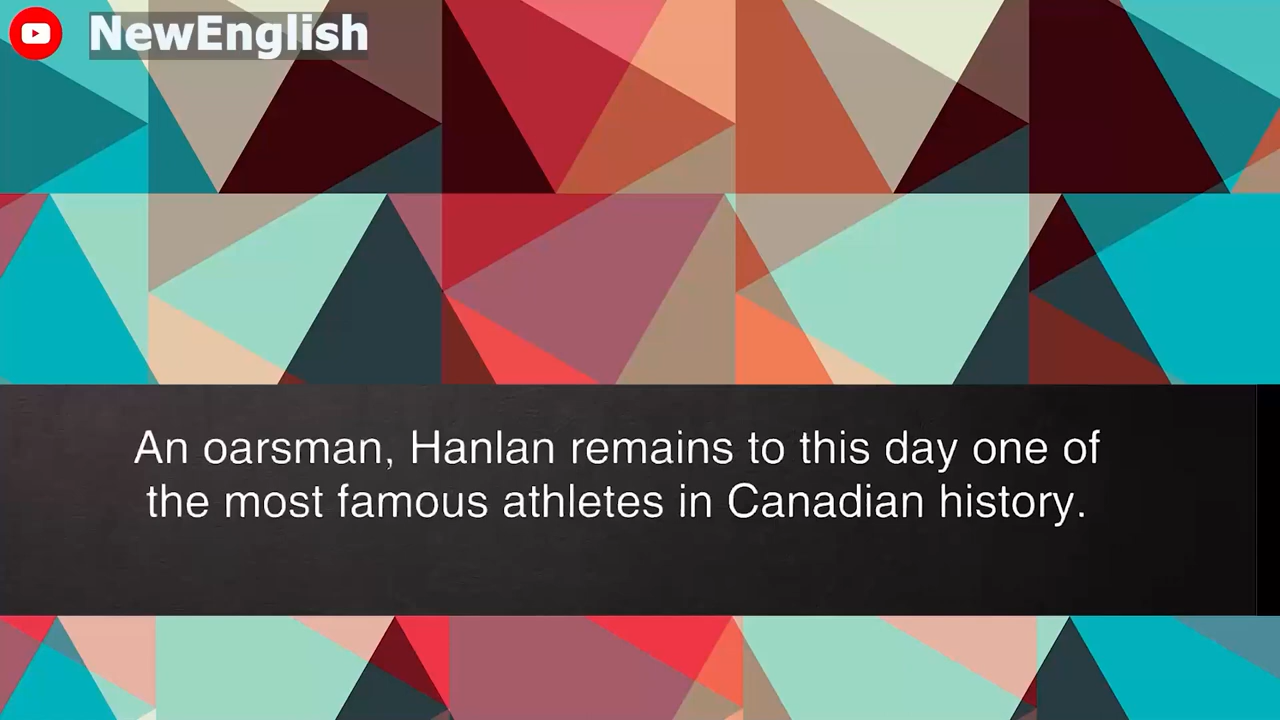 NewEnglish
An oarsman, Hanlan remains to this day one of
the most famous athletes in Canadian history.